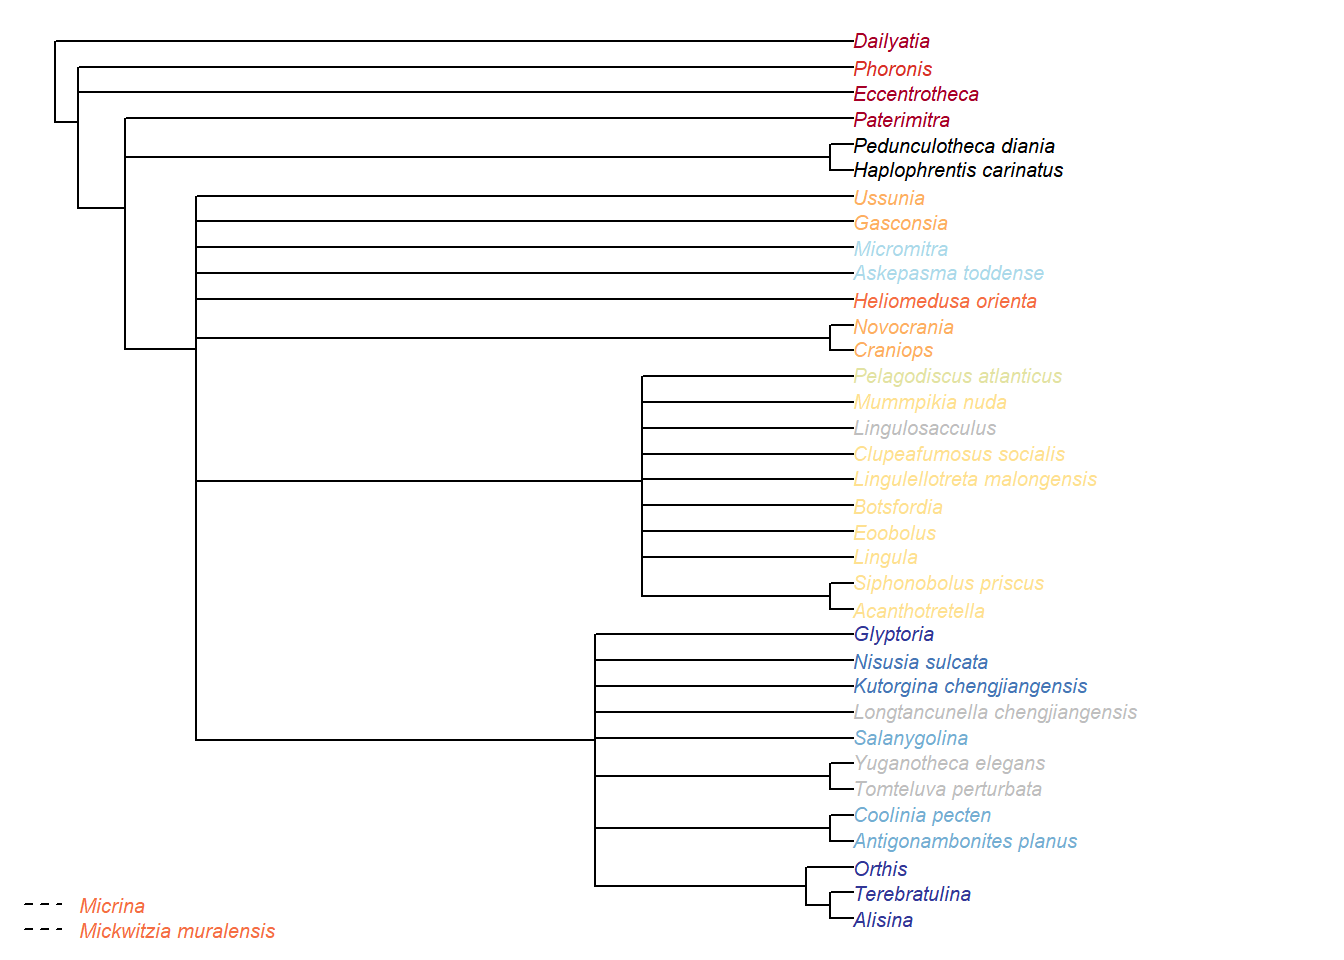 Dailyatia
Phoronis
Eccentrotheca
Paterimitra
Pedunculotheca diania
Haplophrentis carinatus
Ussunia
Gasconsia
Micromitra
Askepasma toddense
Heliomedusa orienta
Novocrania
Craniops
Pelagodiscus atlanticus
Mummpikia nuda
Lingulosacculus
Clupeafumosus socialis
Lingulellotreta malongensis
Botsfordia
Eoobolus
Lingula
Siphonobolus priscus
Acanthotretella
Glyptoria
Nisusia sulcata
Kutorgina chengjiangensis
Longtancunella chengjiangensis
Salanygolina
Yuganotheca elegans
Tomteluva perturbata
Coolinia pecten
Antigonambonites planus
Orthis
Terebratulina
Alisina
Micrina
Mickwitzia muralensis